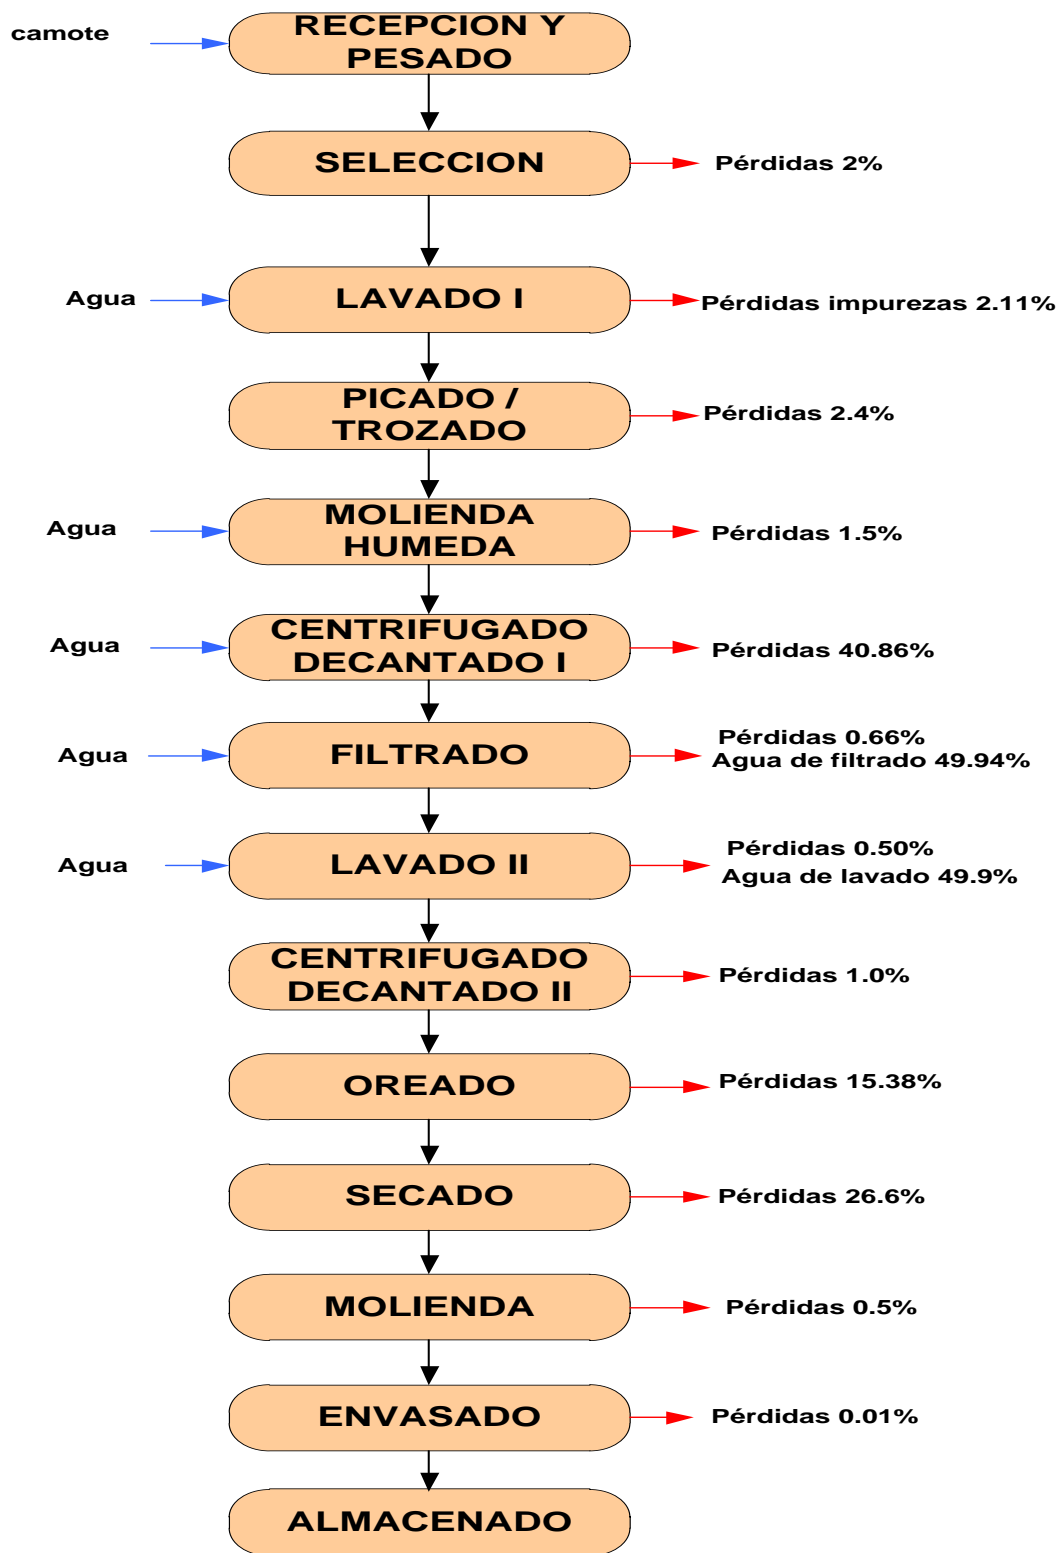 camote
RECEPCION Y
PESADO
SELECCION
Pérdidas 2%
Agua
LAVADO I
Pérdidas impurezas 2.11%
PICADO /
TROZADO
Pérdidas 2.4%
Agua
MOLIENDA
HUMEDA
Pérdidas 1.5%
Agua
CENTRIFUGADO
DECANTADO I
Pérdidas 40.86%
Agua
FILTRADO
Pérdidas 0.66%
Agua de filtrado 49.94%
Agua
LAVADO II
Pérdidas 0.50%
Agua de lavado 49.9%
CENTRIFUGADO
DECANTADO II
Pérdidas 1.0%
OREADO
Pérdidas 15.38%
SECADO
Pérdidas 26.6%
MOLIENDA
Pérdidas 0.5%
ENVASADO
Pérdidas 0.01%
ALMACENADO